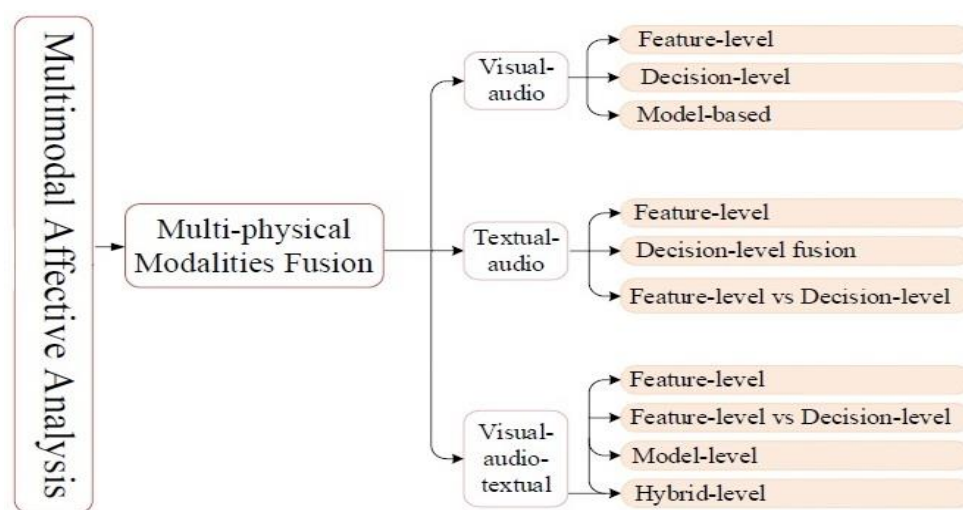 Multimodal Affective Analysis
Multi-physical
Modalities Fusion
Visual-
audio
Feature-level
Decision-level
Model-based
Textual-
audio
Feature-level
Decision-level fusion
Feature-level vs Decision-level
Visual-
audio-
textual
Feature-level
Feature-level vs Decision-level
Model-level
Hybrid-level